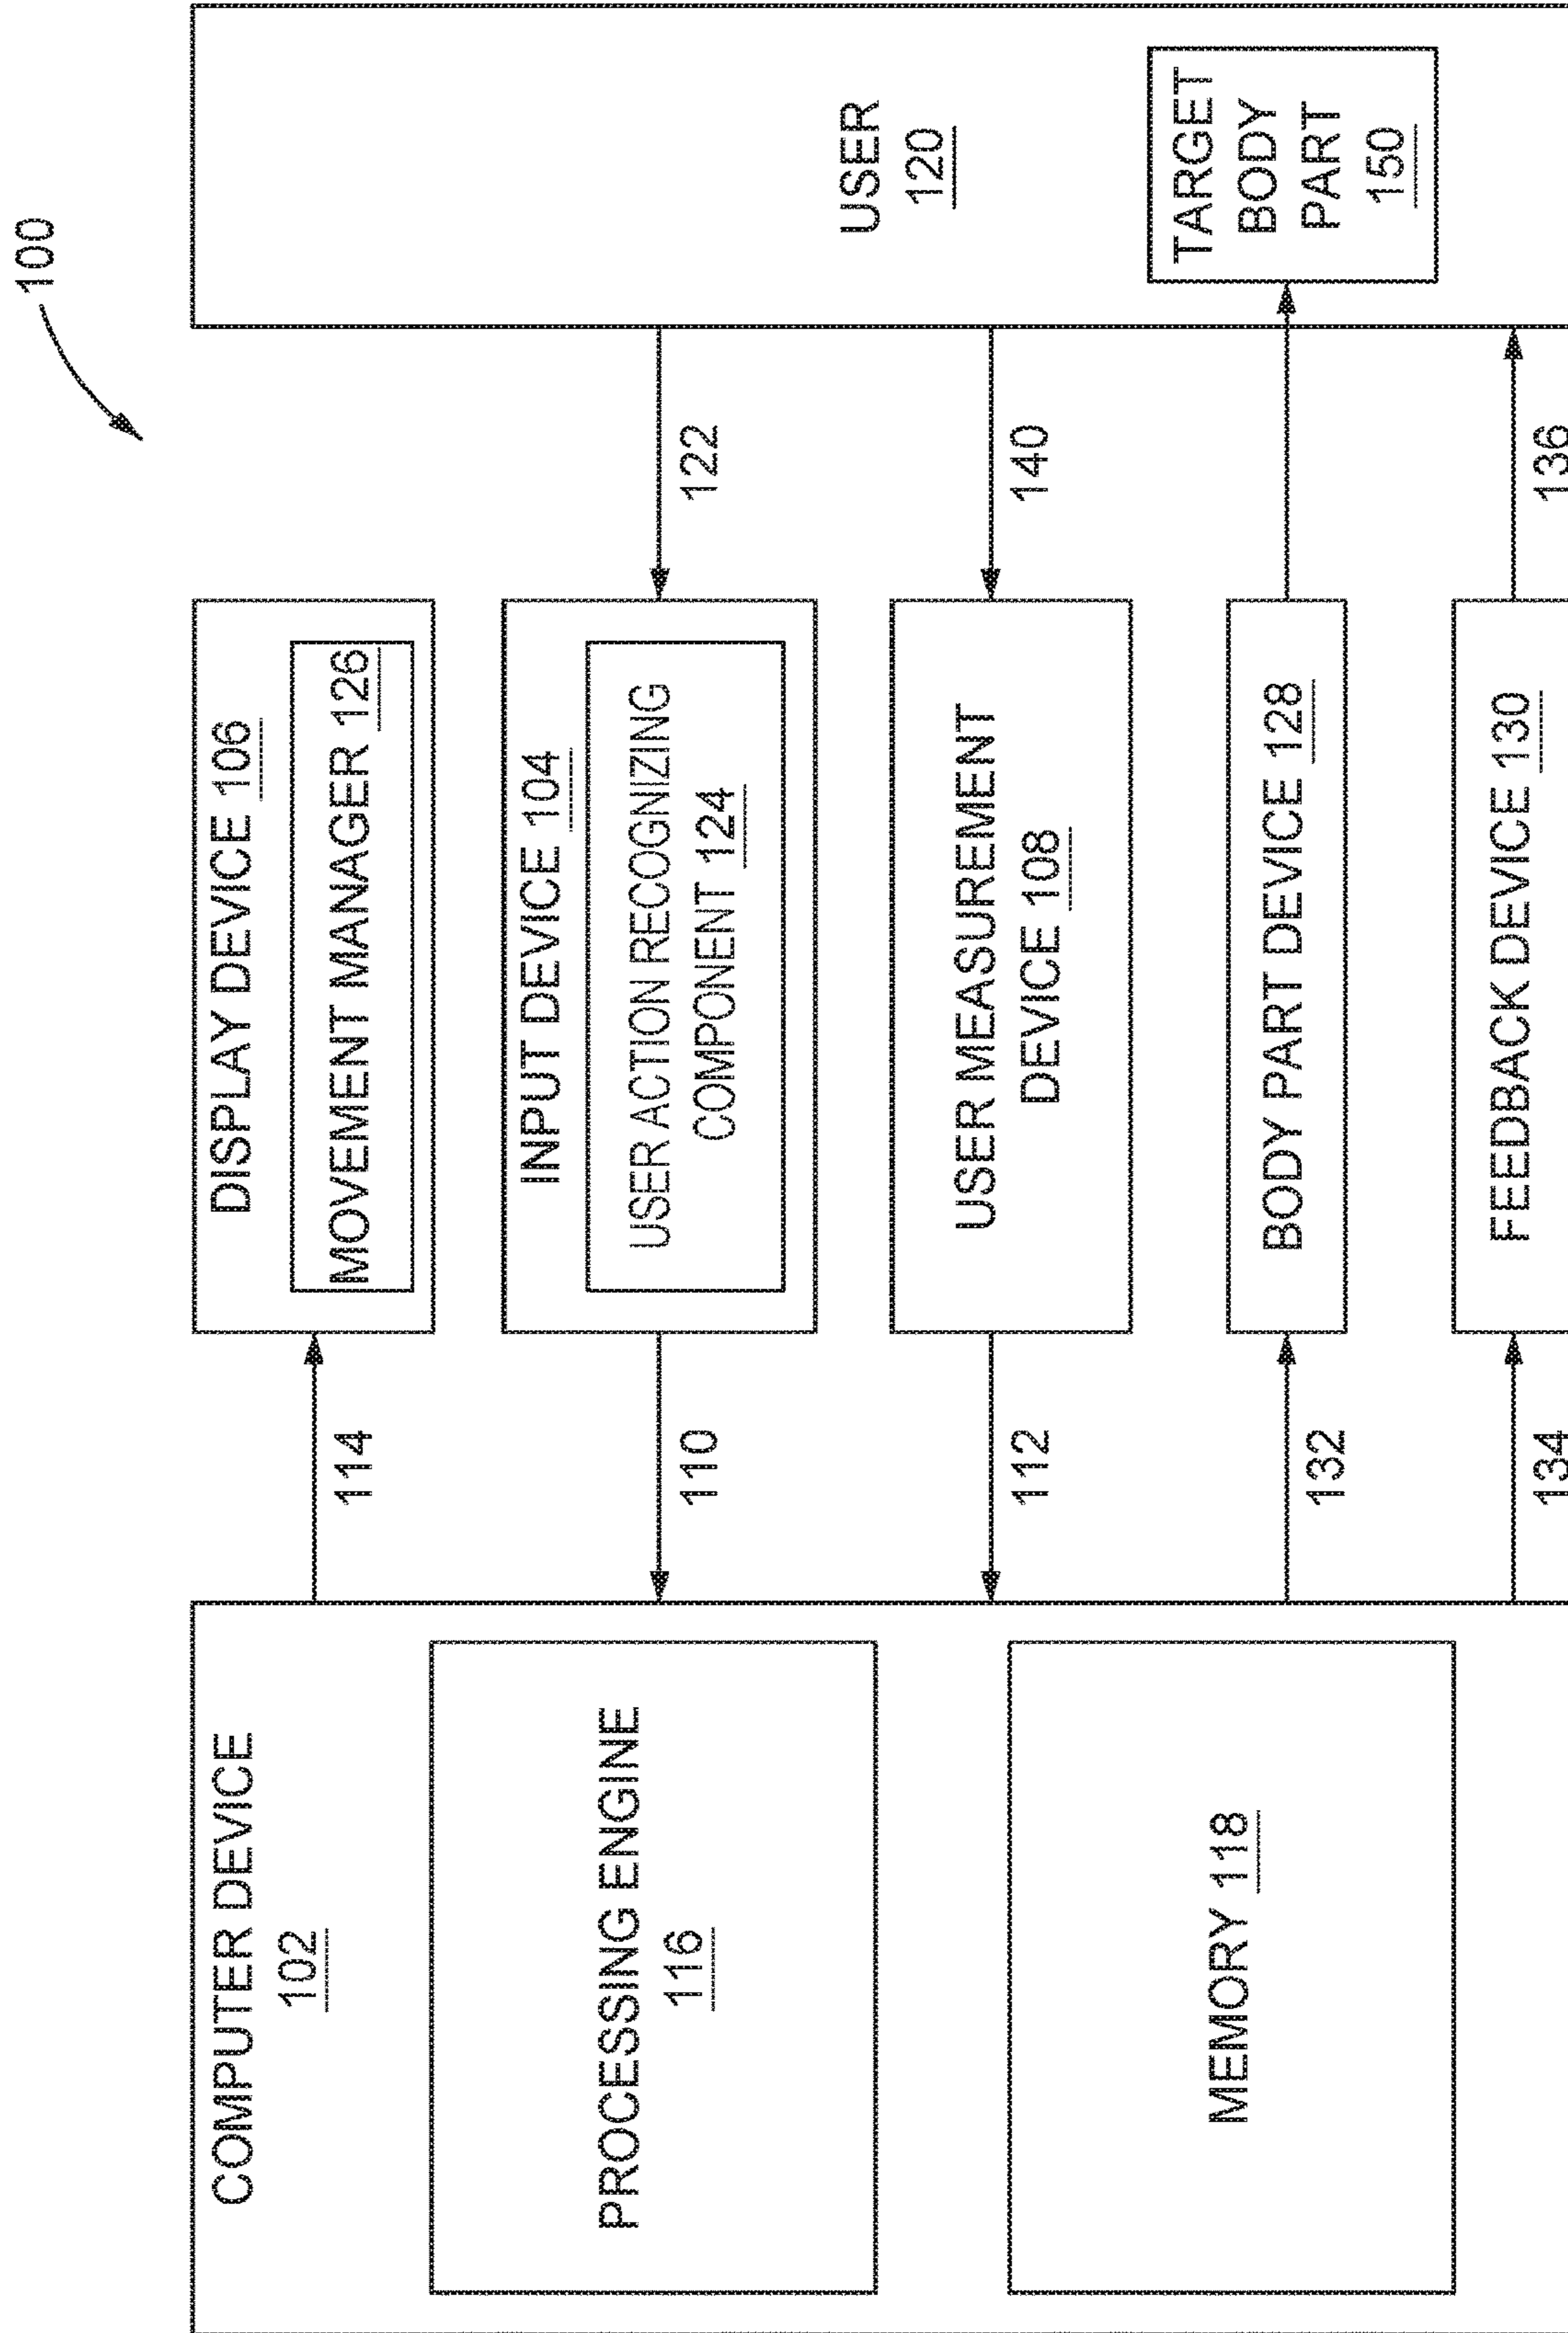 100
COMPUTER DEVICE
102
PROCESSING ENGINE
116
MEMORY 118
114
110
112
132
134
DISPLAY DEVICE 106
MOVEMENT MANAGER 126
INPUT DEVICE 104
USER ACTION RECOGNIZING
COMPONENT 124
USER MEASUREMENT
DEVICE 108
BODY PART DEVICE 128
FEEDBACK DEVICE 130
122
140
136
USER
120
TARGET
BODY
PART
150